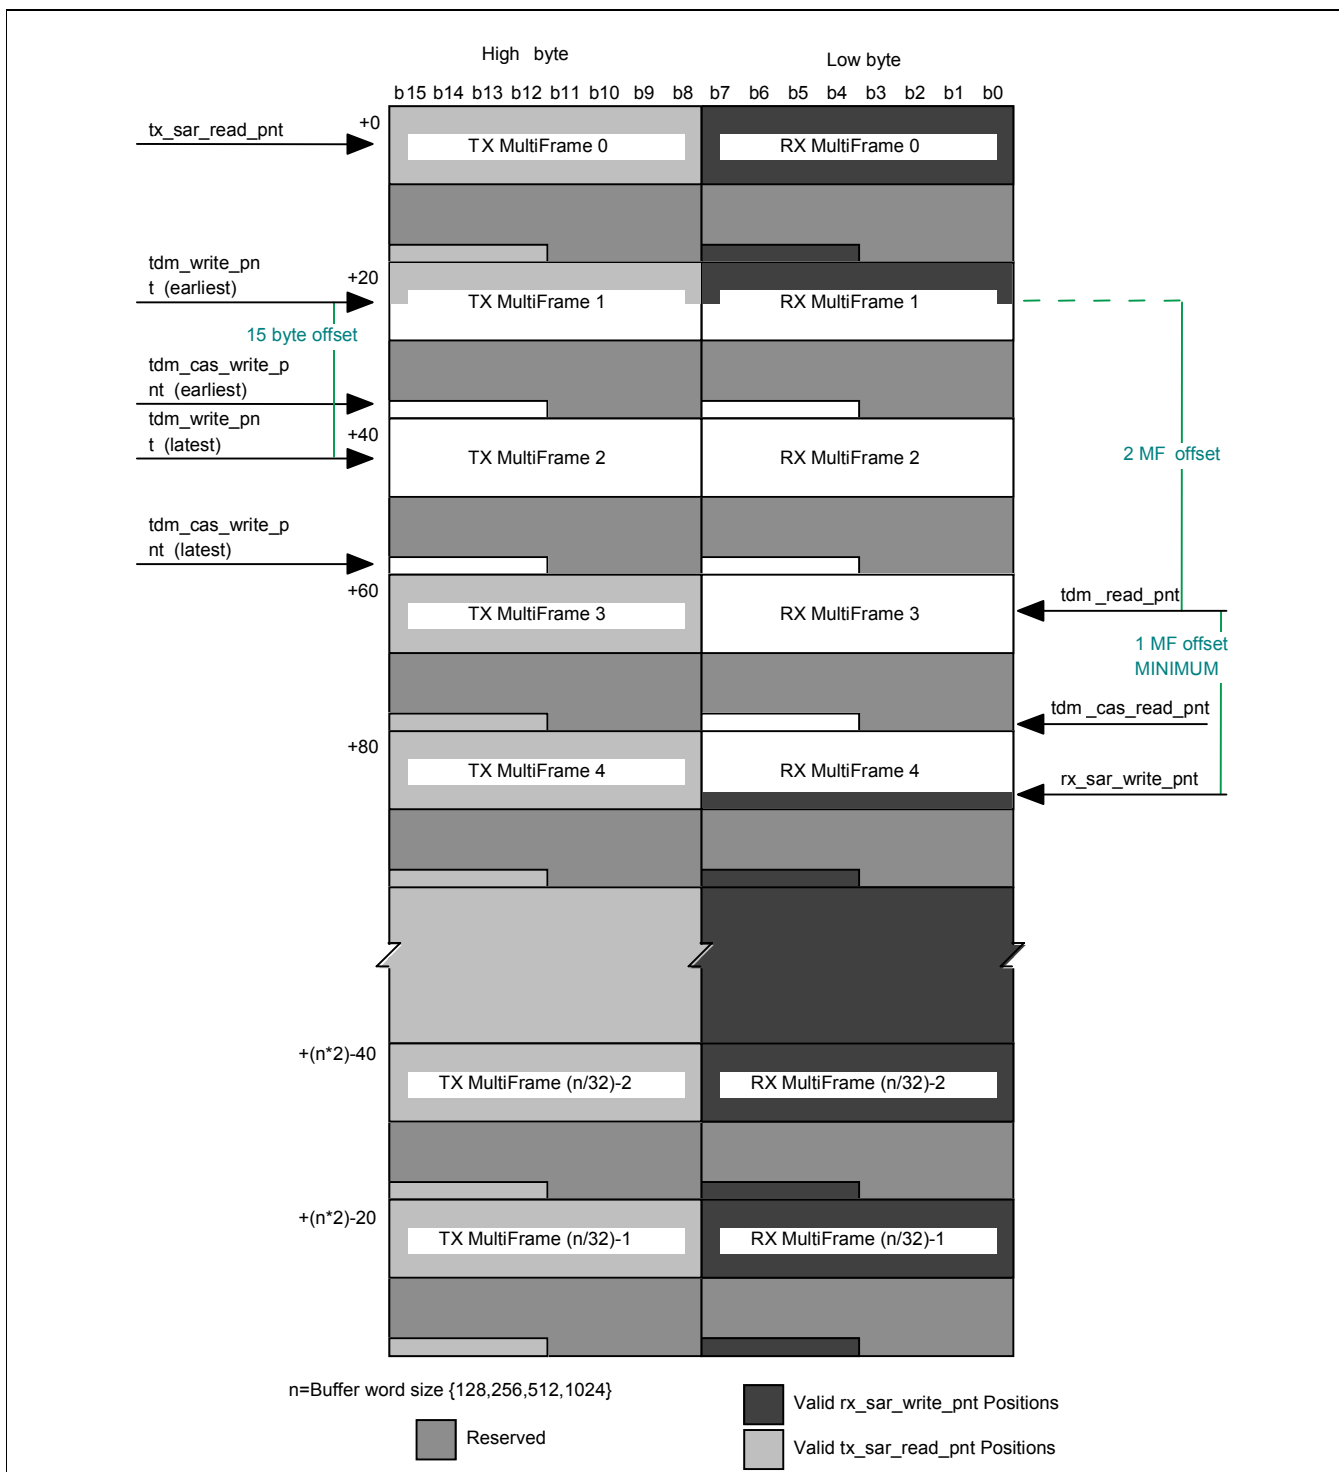 High byte
Low byte
b15 b14 b13 b12 b11 b10 b9 b8 b7 b6 b5 b4 b3 b2 b1 b0
tx_sar_read_pnt
+0
TX MultiFrame 0
RX MultiFrame 0
tdm_write_pn
t (earliest)
+20
TX MultiFrame 1
RX MultiFrame 1
15 byte offset
tdm_cas_write_p
nt (earliest)
tdm_write_pn
t (latest)
+40
TX MultiFrame 2
RX MultiFrame 2
2 MF offset
tdm_cas_write_p
nt (latest)
+60
TX MultiFrame 3
RX MultiFrame 3
tdm _read_pnt
1 MF offset
MINIMUM
tdm _cas_read_pnt
+80
TX MultiFrame 4
RX MultiFrame 4
rx_sar_write_pnt
+(n*2)-40
TX MultiFrame (n/32)-2
RX MultiFrame (n/32)-2
+(n*2)-20
TX MultiFrame (n/32)-1
RX MultiFrame (n/32)-1
n=Buffer word size {128,256,512,1024}
Reserved
Valid rx_sar_write_pnt Positions
Valid tx_sar_read_pnt Positions